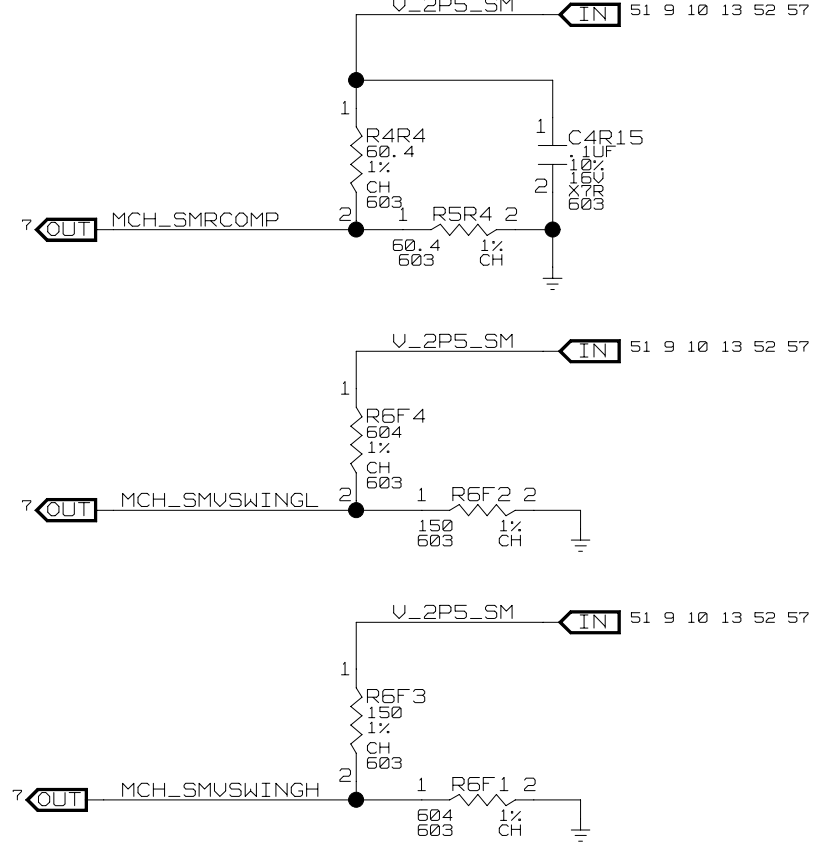 V_2P5_SM
IN 51 9 10 13 52 57
1
R4R4
60.4
1%
CH
603
2
1
C4R15
.1UF
10%
16V
X7R
603
2
7 OUT MCH_SMRCOMP
1 R5R4 2
60.4 1%
603 CH
V_2P5_SM
IN 51 9 10 13 52 57
1
R6F4
604
1%
CH
603
2
7 OUT MCH_SMVSWINGL
1 R6F2 2
150 1%
603 CH
V_2P5_SM
IN 51 9 10 13 52 57
1
R6F3
150
1%
CH
603
2
7 OUT MCH_SMVSWINGH
1 R6F1 2
604 1%
603 CH